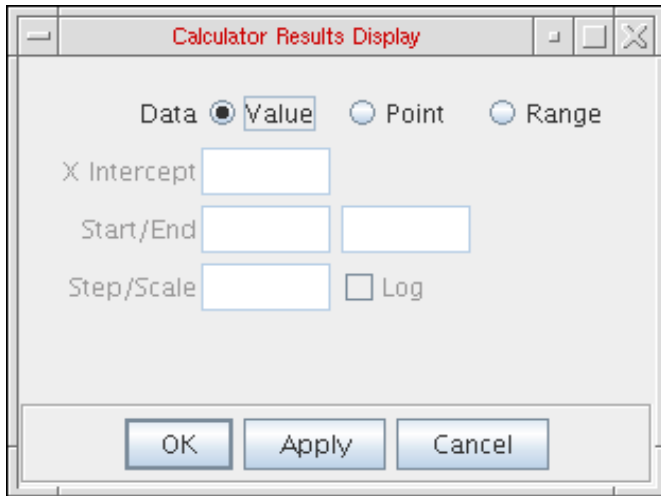 Calculator Results Display
Data Value Point Range
X Intercept
Start/End
Step/Scale Log
OK Apply Cancel